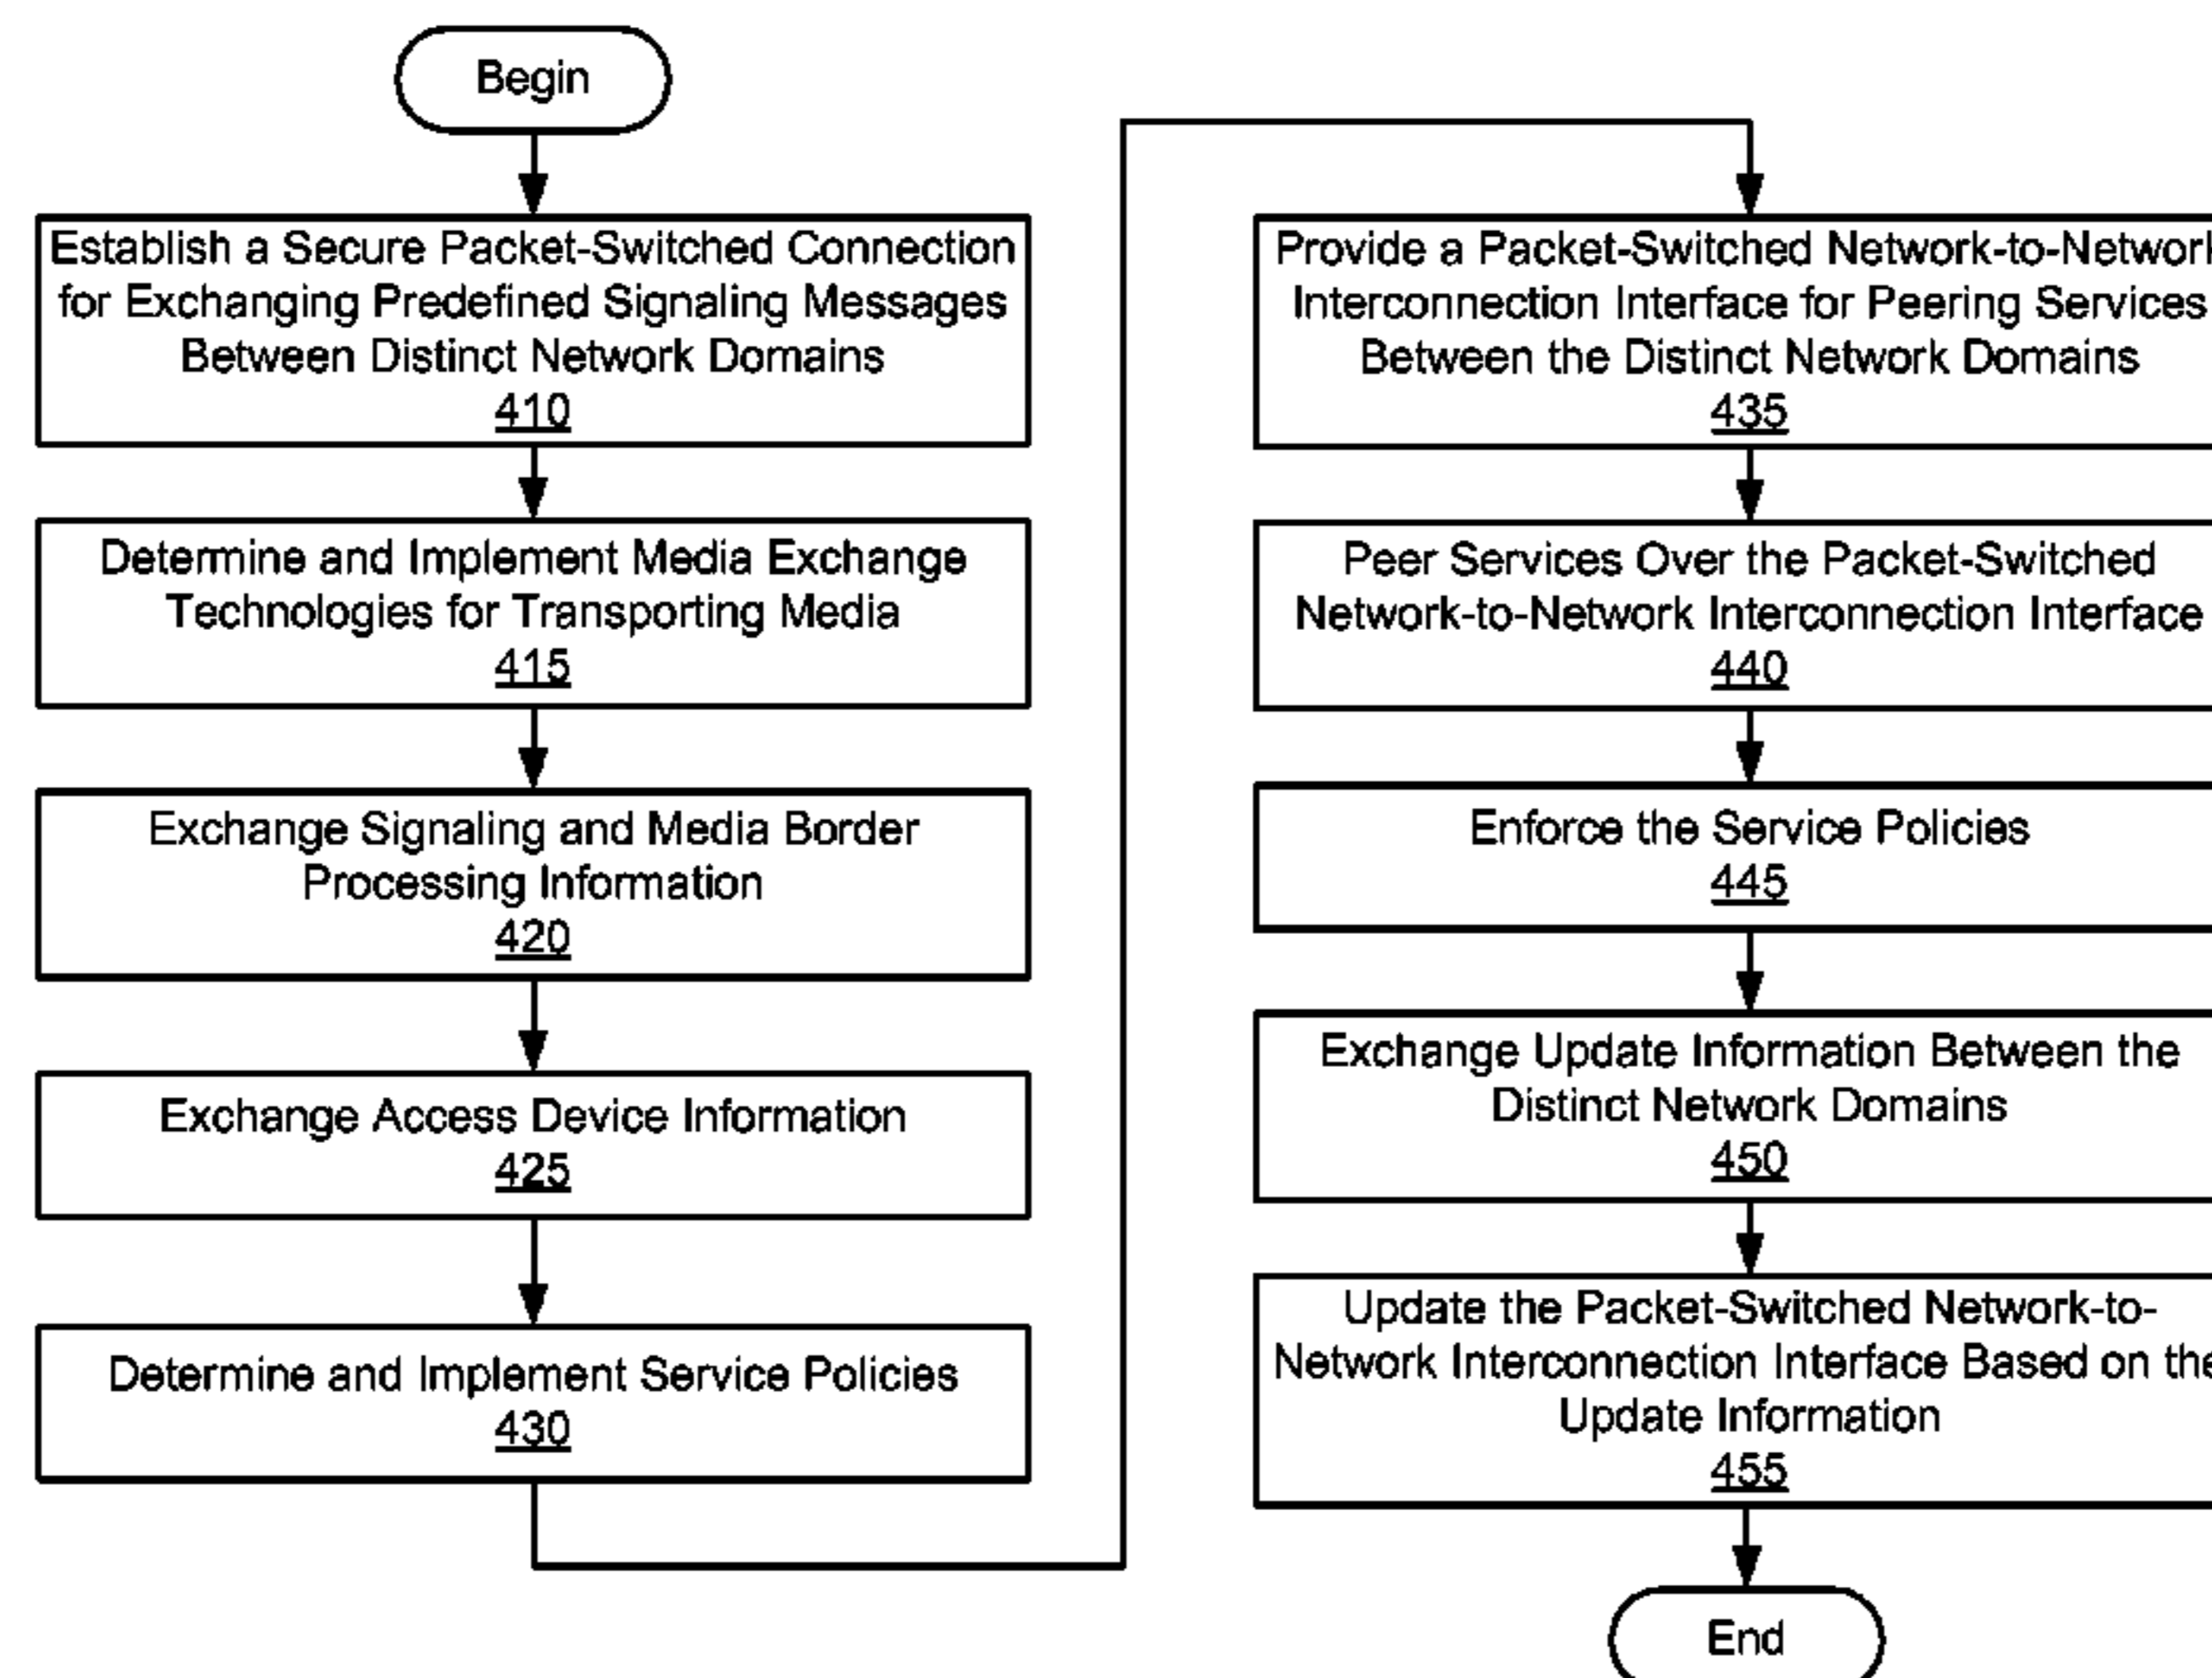 Begin
Establish a Secure Packet-Switched Connection
for Exchanging Predefined Signaling Messages
Between Distinct Network Domains
410
Determine and Implement Media Exchange
Technologies for Transporting Media
415
Exchange Signaling and Media Border
Processing Information
420
Exchange Access Device Information
425
Determine and Implement Service Policies
430
Provide a Packet-Switched Network-to-Network
Interconnection Interface for Peering Services
Between the Distinct Network Domains
435
Peer Services Over the Packet-Switched
Network-to-Network Interconnection Interface
440
Enforce the Service Policies
445
Exchange Update Information Between the
Distinct Network Domains
450
Update the Packet-Switched Network-to-
Network Interconnection Interface Based on the
Update Information
455
End